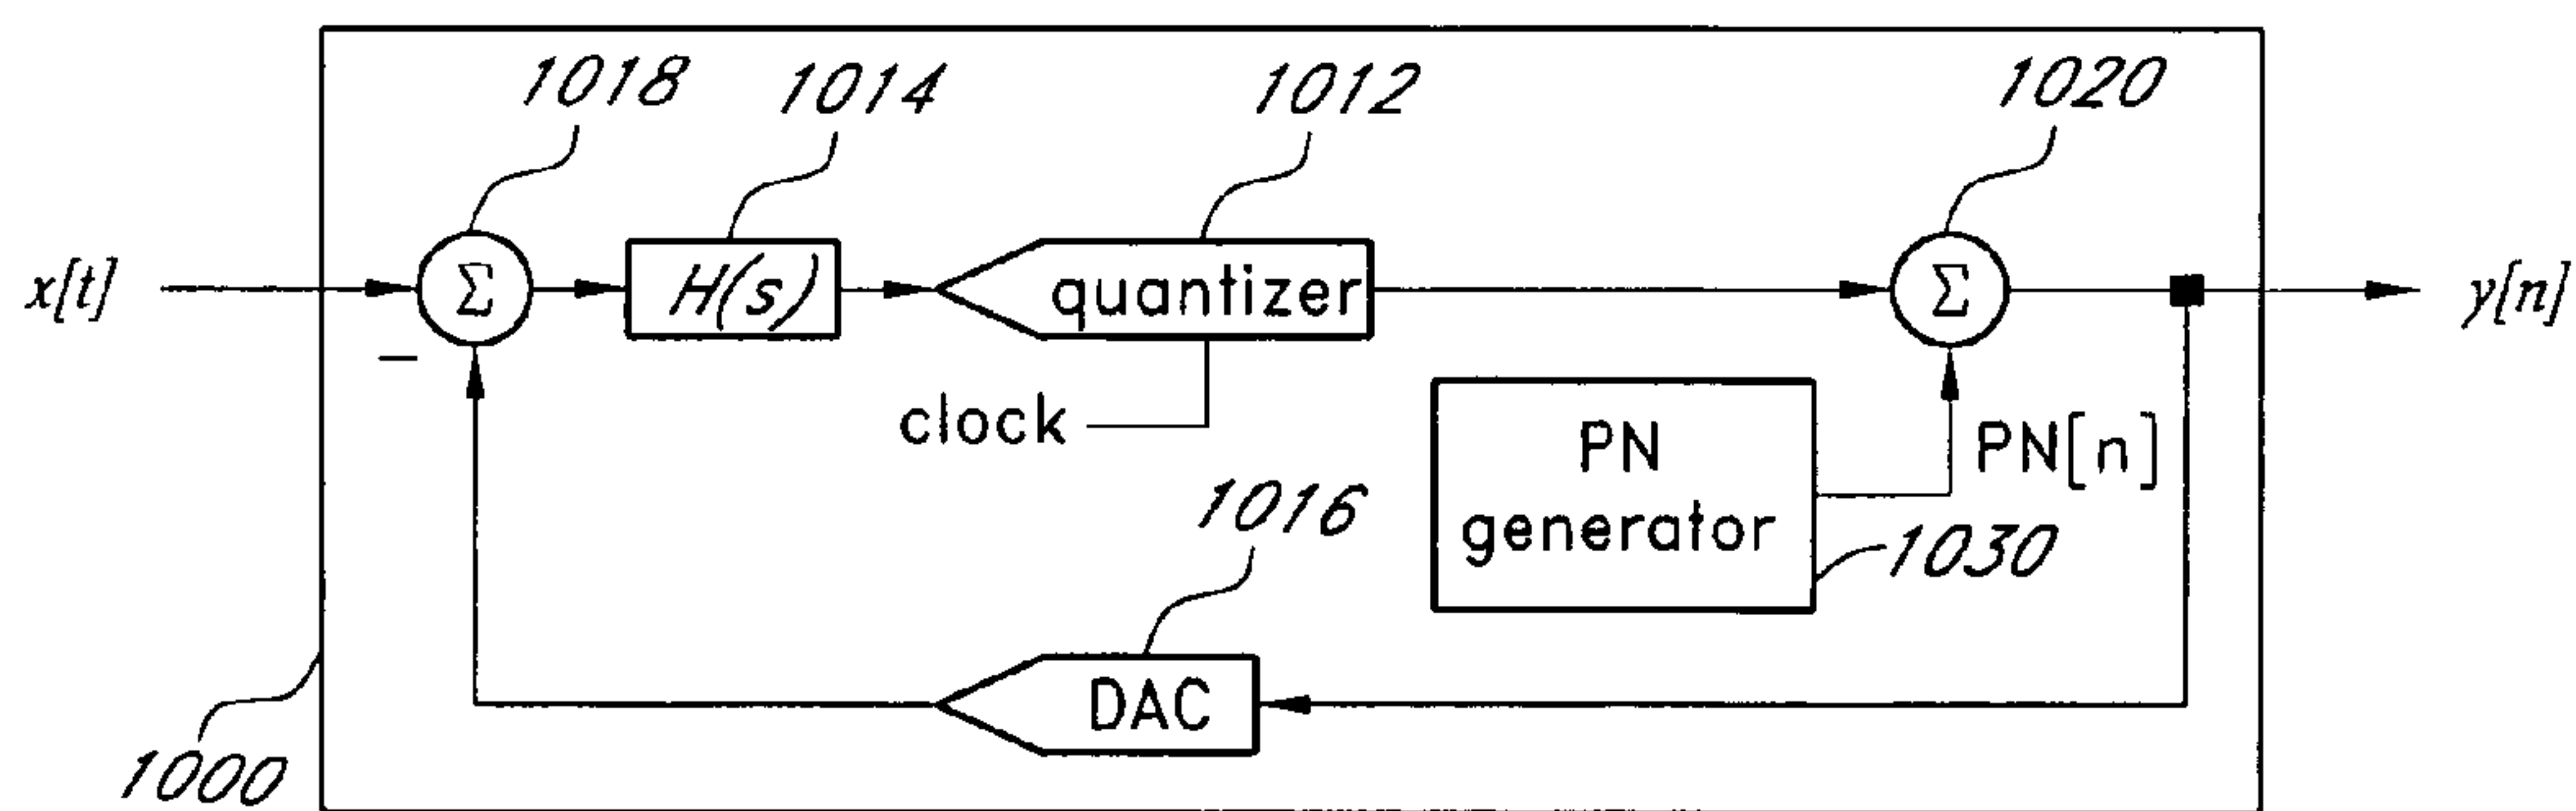 1018
1014
1012
1020
x[t]
Σ
H(s)
quantizer
Σ
y[n]
−
clock
PN
generator
PN[n]
1016
1030
DAC
1000